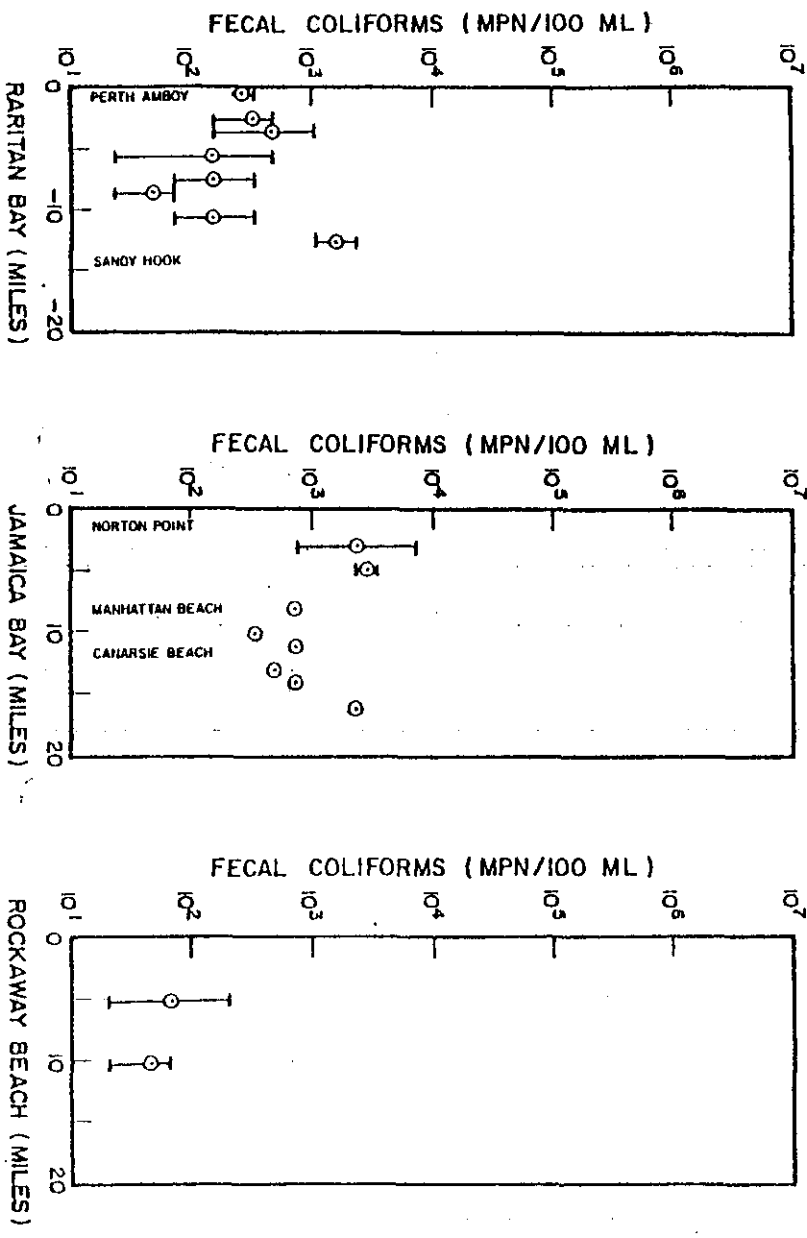 FECAL COLIFORMS (MPN/100 ML)
10¹ 10² 10³ 10⁴ 10⁵ 10⁶ 10⁷
0
-10
-20
PERTH AMBOY
SANDY HOOK
RARITAN BAY (MILES)
FECAL COLIFORMS (MPN/100 ML)
10¹ 10² 10³ 10⁴ 10⁵ 10⁶ 10⁷
0
10
20
NORTON POINT
MANHATTAN BEACH
CANARSIE BEACH
JAMAICA BAY (MILES)
FECAL COLIFORMS (MPN/100 ML)
10¹ 10² 10³ 10⁴ 10⁵ 10⁶ 10⁷
0
10
20
ROCKAWAY BEACH (MILES)